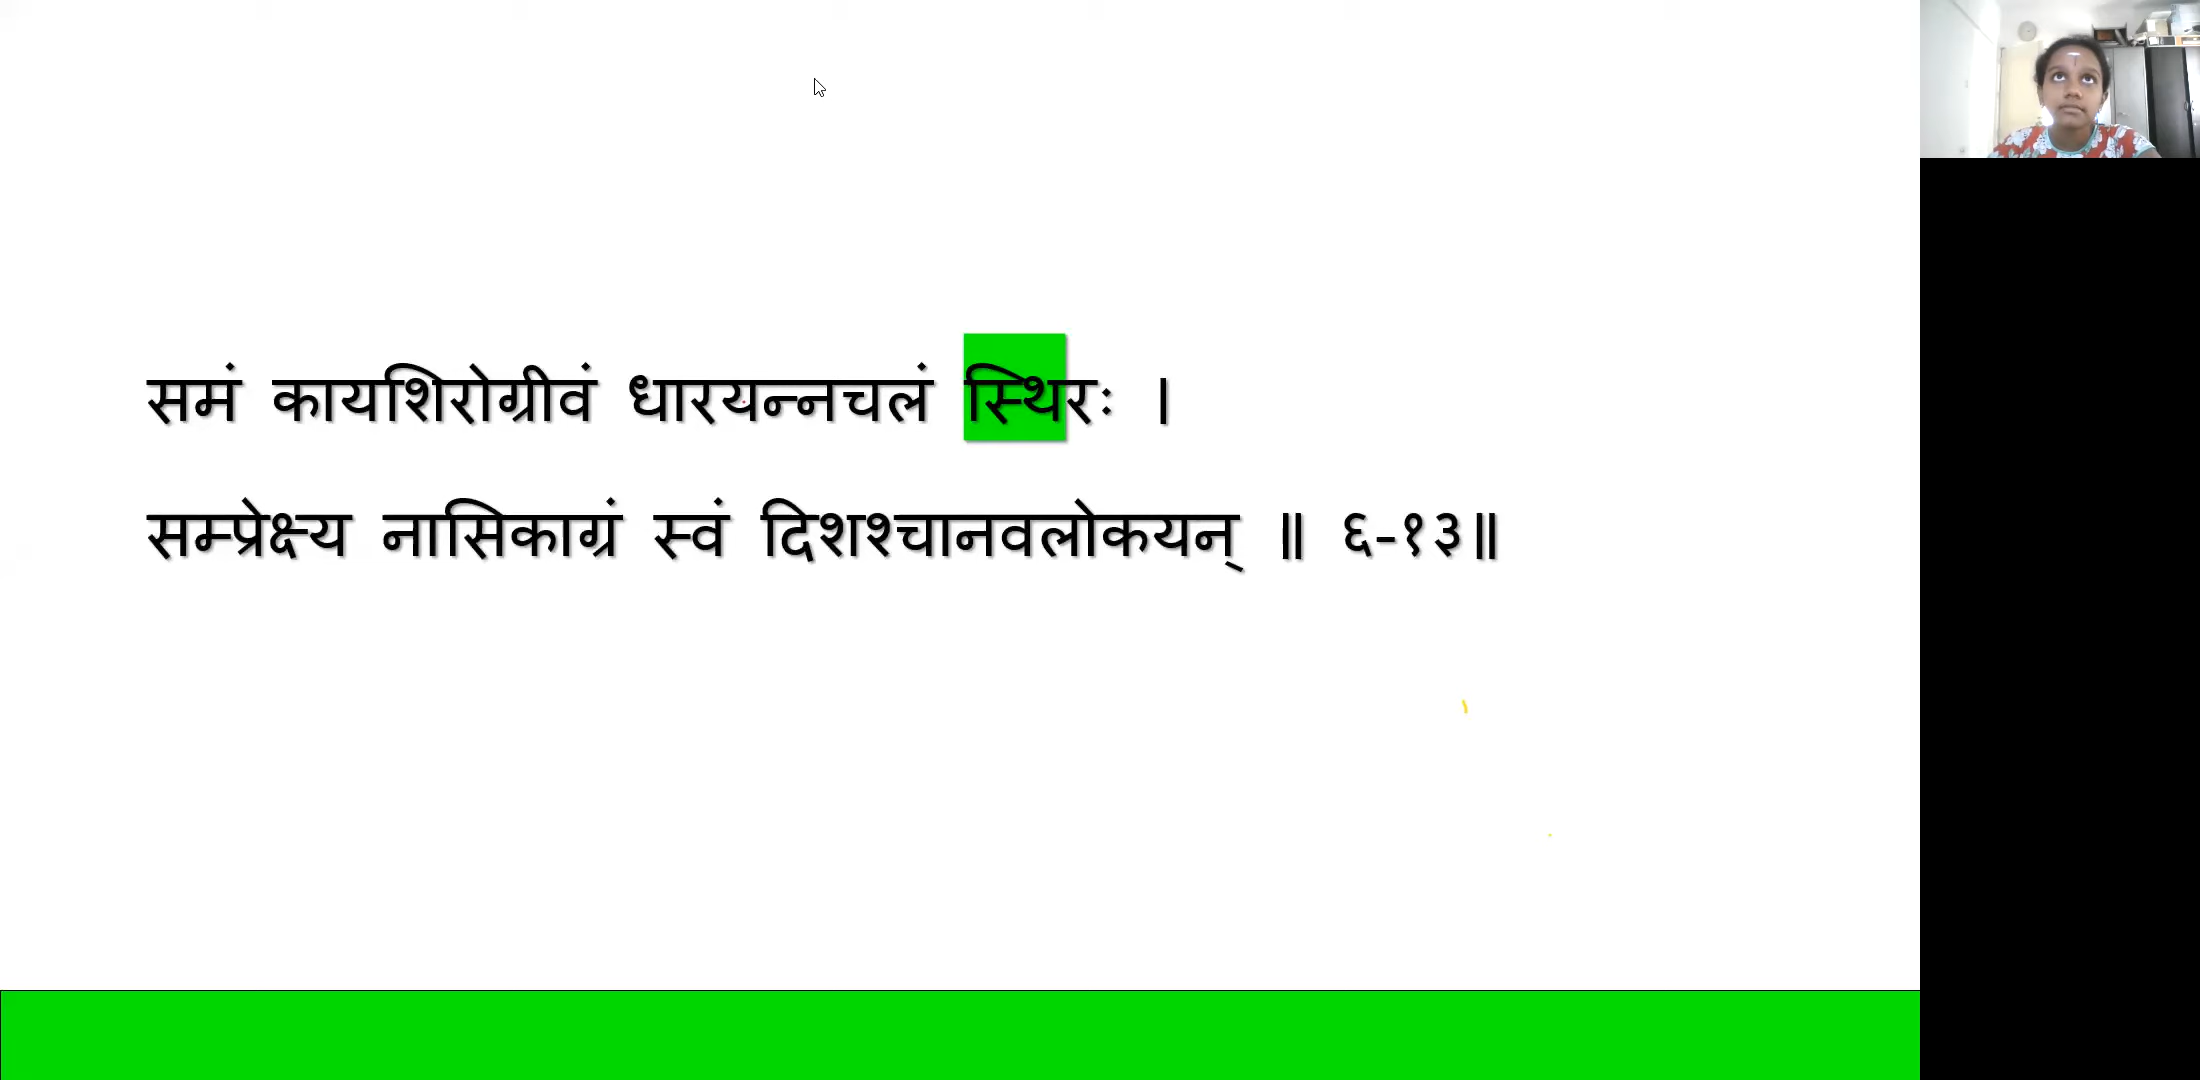 समं कायशिरोग्रीवं धारयन्नचलं स्थिरः ।
सम्प्रेक्ष्य नासिकाग्रं स्वं दिशश्चानवलोकयन् ॥ ६-१३॥